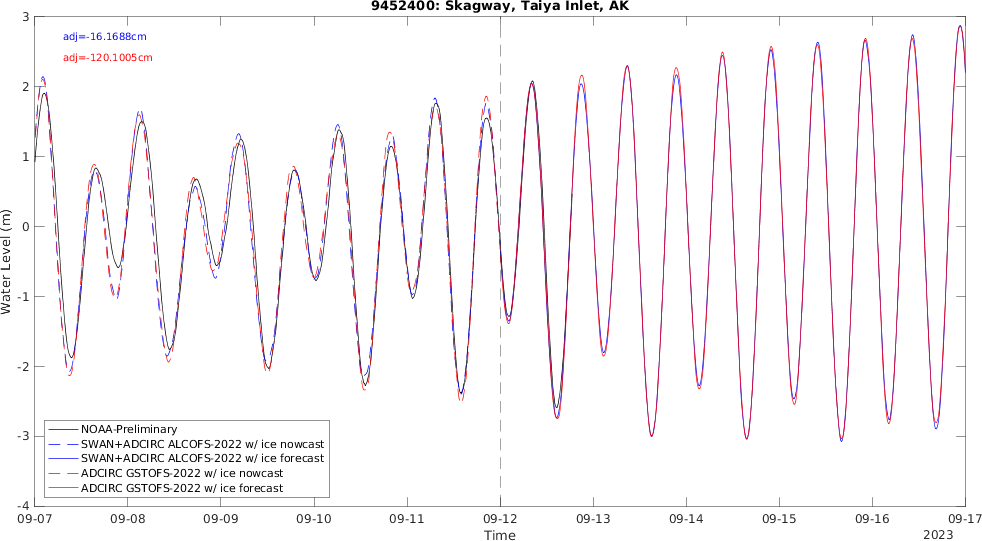 9452400: Skagway, Taiya Inlet, AK
adj=-16.1688cm
adj=-120.1005cm
Water Level (m)
3
2
1
0
-1
-2
-3
-4
NOAA-Preliminary
SWAN+ADCIRC ALCOFS-2022 w/ ice nowcast
SWAN+ADCIRC ALCOFS-2022 w/ ice forecast
ADCIRC GSTOFS-2022 w/ ice nowcast
ADCIRC GSTOFS-2022 w/ ice forecast
09-07 09-08 09-09 09-10 09-11 09-12 09-13 09-14 09-15 09-16 09-17
Time
2023